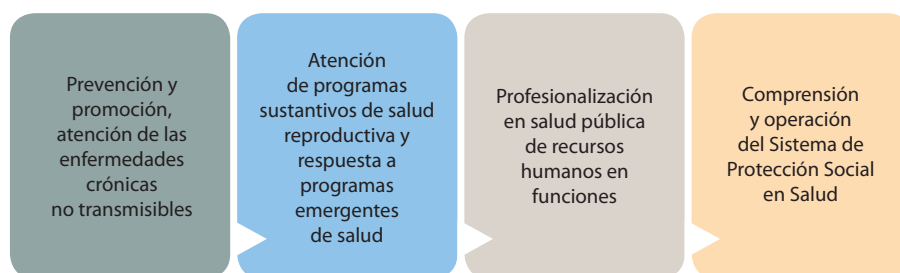 Prevención y
promoción,
atención de las
enfermedades
crónicas
no transmisibles
Atención
de programas
sustantivos de salud
reproductiva y
respuesta a
programas
emergentes
de salud
Profesionalización
en salud pública
de recursos
humanos en
funciones
Comprensión
y operación
del Sistema de
Protección Social
en Salud